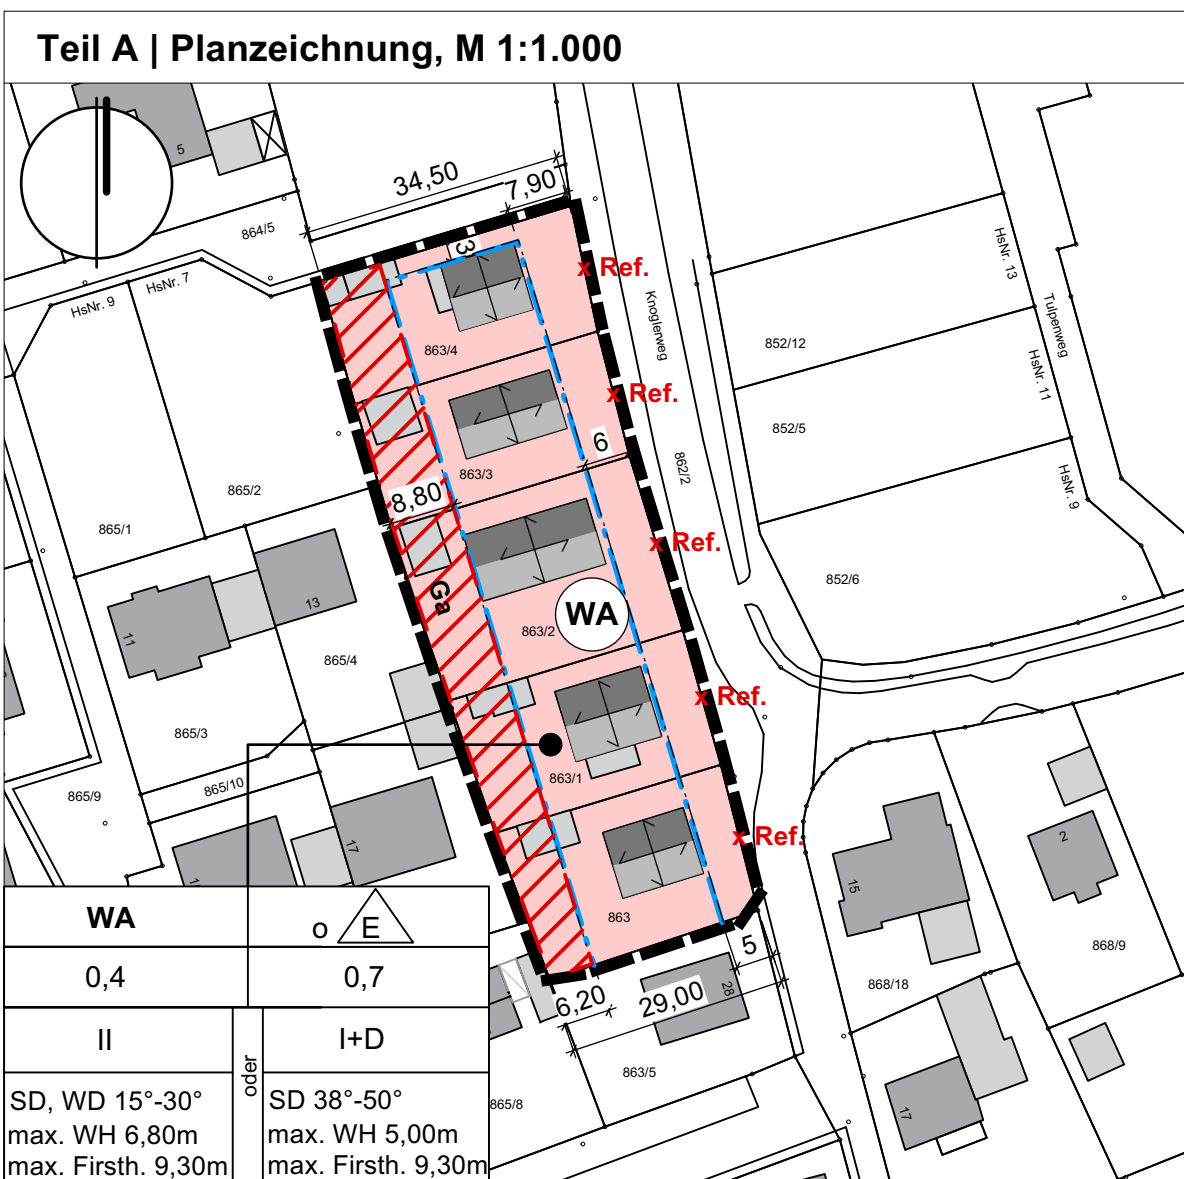 Teil A | Planzeichnung, M 1:1.000
5
34,50
7,90
864/5
3
x Ref.
HsNr. 13
HsNr. 7
HsNr. 9
Knoglerweg
Tulpenweg
852/12
863/4
HsNr. 11
x Ref.
852/5
6
863/3
862/2
HsNr. 9
865/2
8,80
865/1
x Ref.
852/6
Ga
13
11
WA
863/2
865/4
x Ref.
865/3
863/1
865/10
865/9
x Ref.
17
2
15
WA
o E
863
5
868/9
0,4
0,7
6,20
29,00
28
868/18
II
oder
I+D
863/5
SD, WD 15°-30°
SD 38°-50°
865/8
17
max. WH 6,80m
max. WH 5,00m
max. Firsth. 9,30m
max. Firsth. 9,30m